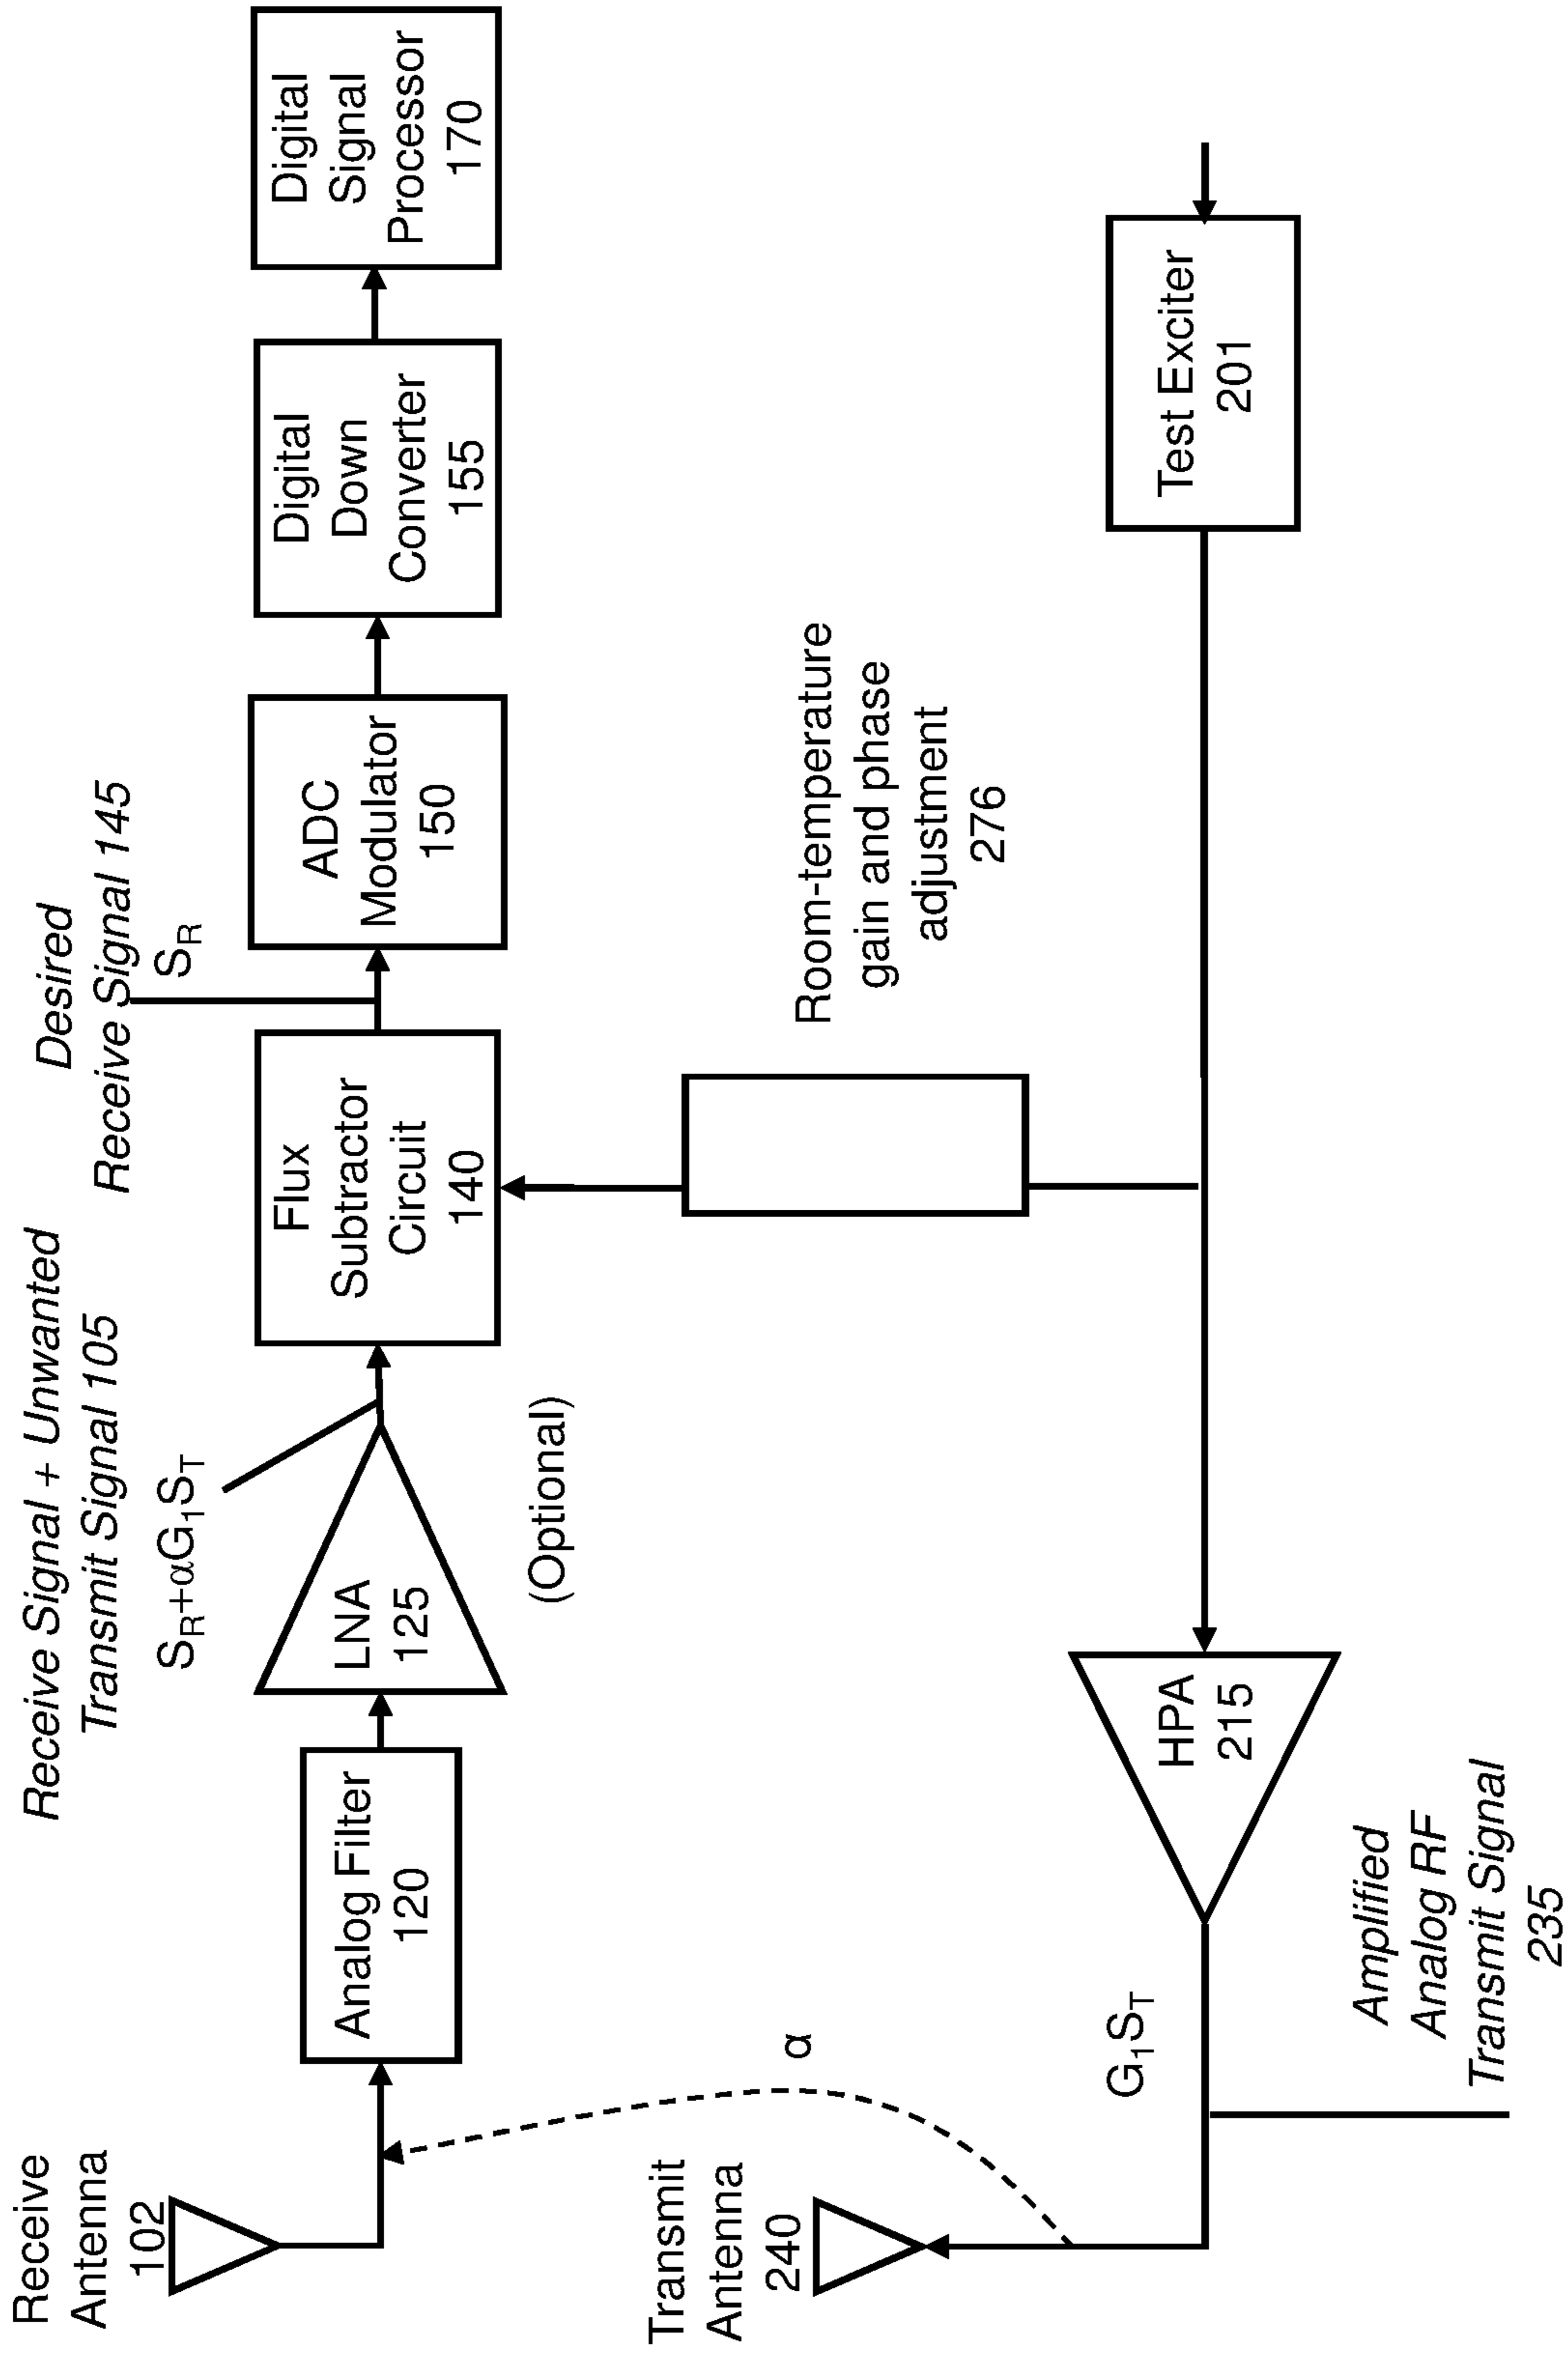 Receive
Antenna
102
Analog Filter
120
LNA
125
(Optional)
Receive Signal + Unwanted
Transmit Signal 105
S_R+αG₁S_T
Flux
Subtractor
Circuit
140
Desired
Receive Signal 145
S_R
ADC
Modulator
150
Digital
Down
Converter
155
Digital
Signal
Processor
170
Transmit
Antenna
240
α
Room-temperature
gain and phase
adjustment
276
G₁S_T
HPA
215
Test Exciter
201
Amplified
Analog RF
Transmit Signal
235